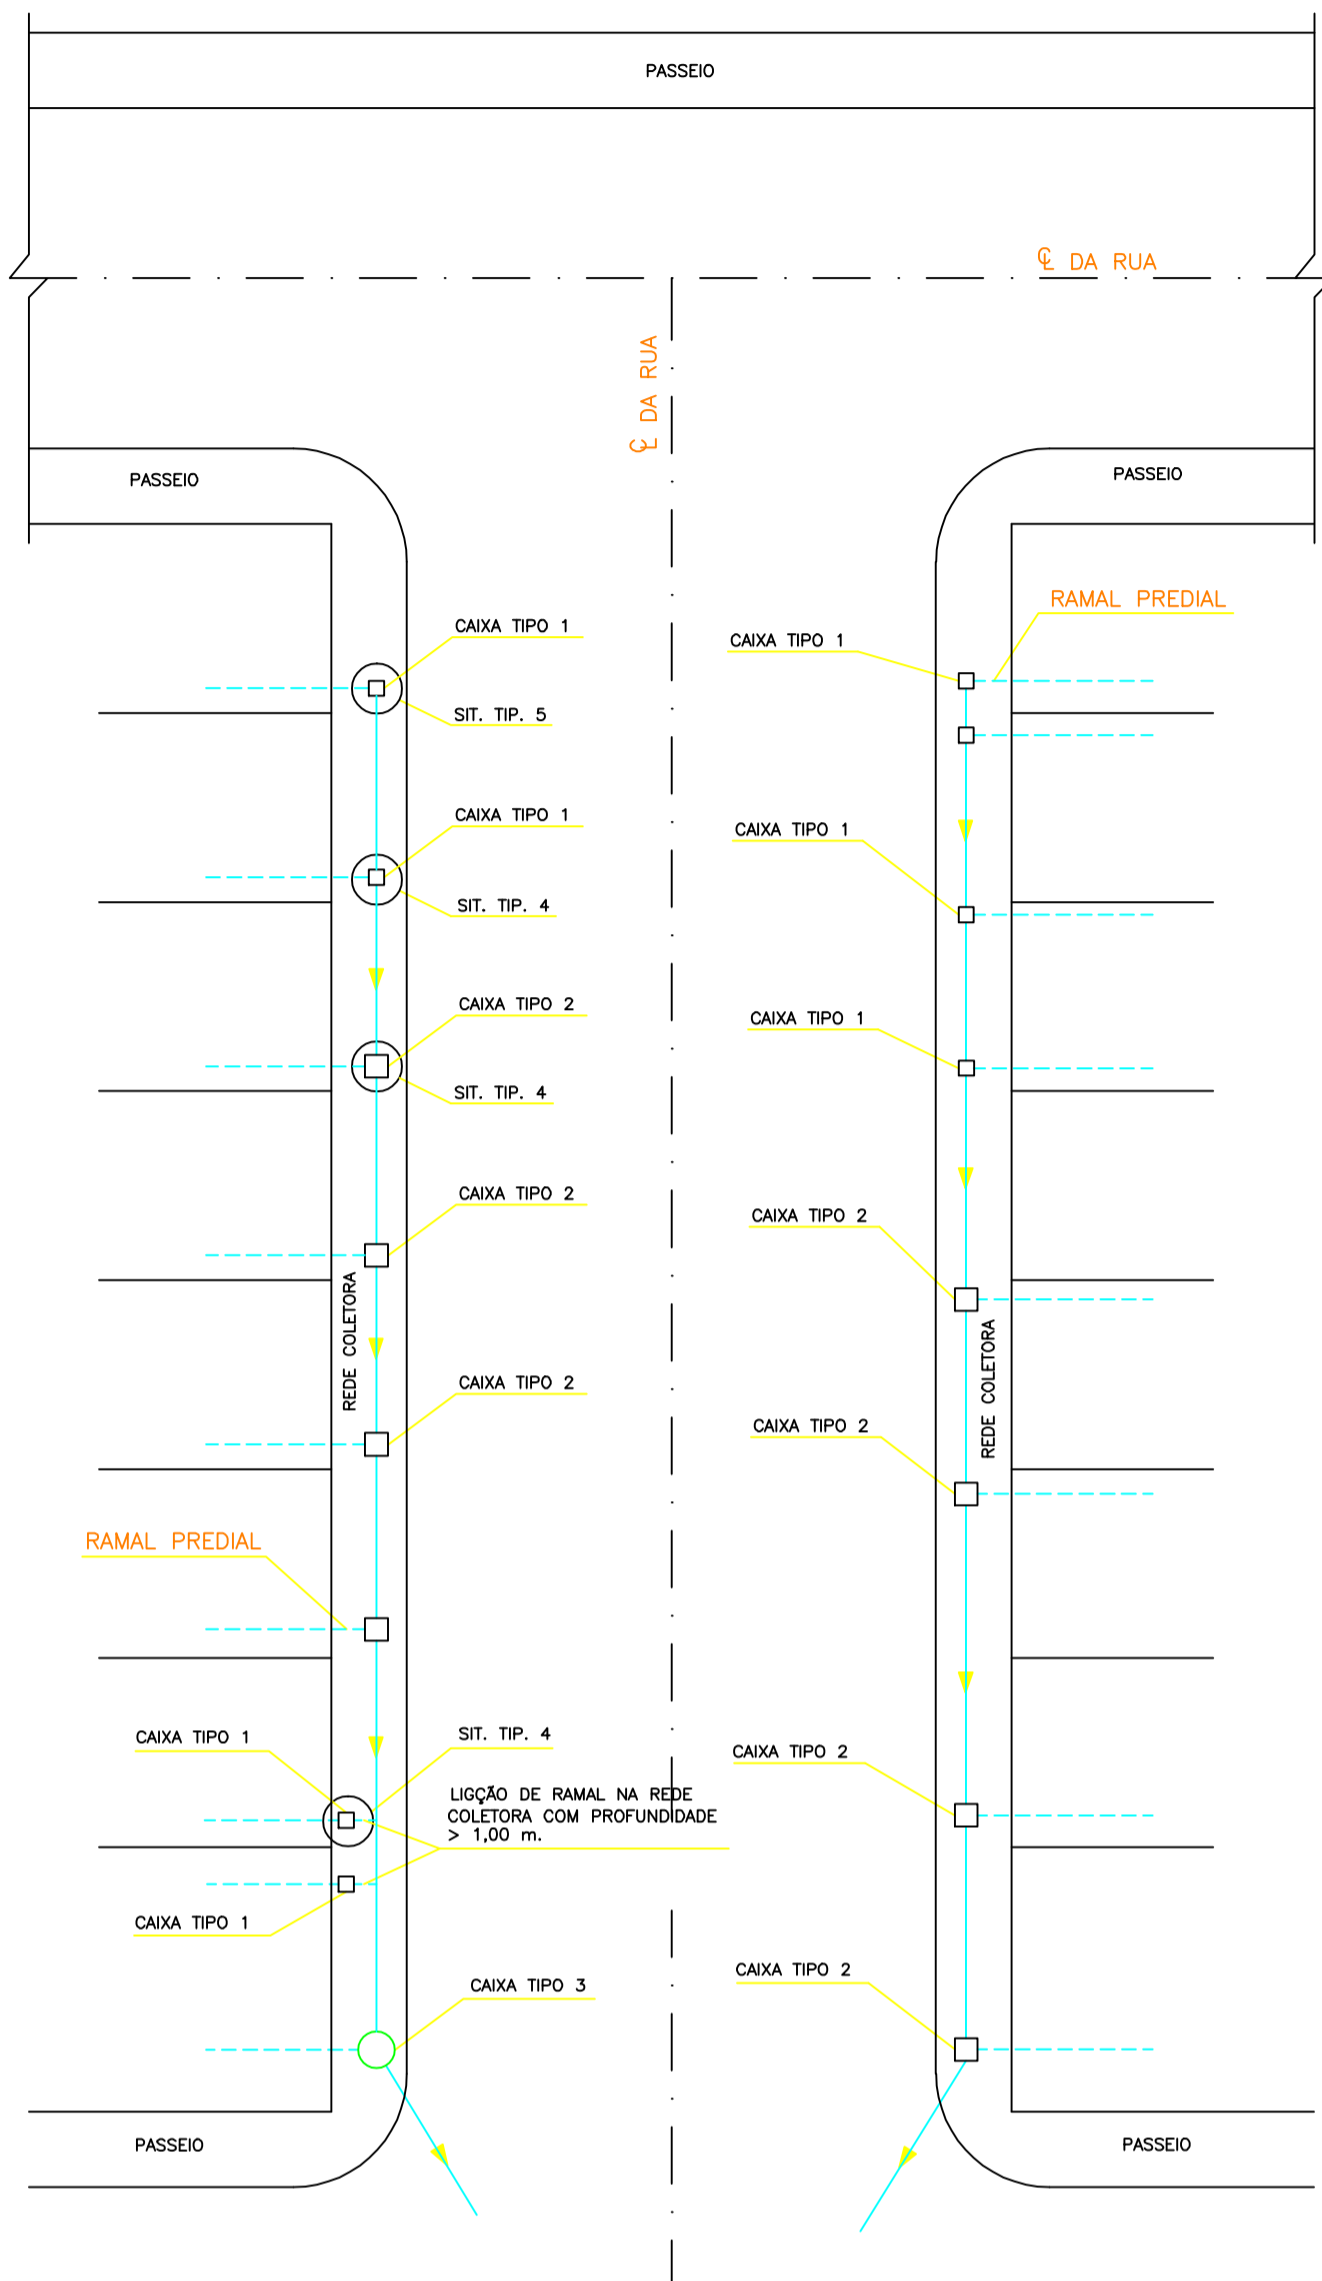 PASSEIO
℄ DA RUA
℄ DA RUA
PASSEIO
PASSEIO
RAMAL PREDIAL
CAIXA TIPO 1
CAIXA TIPO 1
SIT. TIP. 5
CAIXA TIPO 1
CAIXA TIPO 1
SIT. TIP. 4
CAIXA TIPO 2
CAIXA TIPO 1
SIT. TIP. 4
CAIXA TIPO 2
CAIXA TIPO 2
REDE COLETORA
REDE COLETORA
CAIXA TIPO 2
CAIXA TIPO 2
RAMAL PREDIAL
CAIXA TIPO 1
SIT. TIP. 4
CAIXA TIPO 2
LIGÇÃO DE RAMAL NA REDE
COLETORA COM PROFUNDIDADE
> 1,00 m.
CAIXA TIPO 1
CAIXA TIPO 3
CAIXA TIPO 2
PASSEIO
PASSEIO